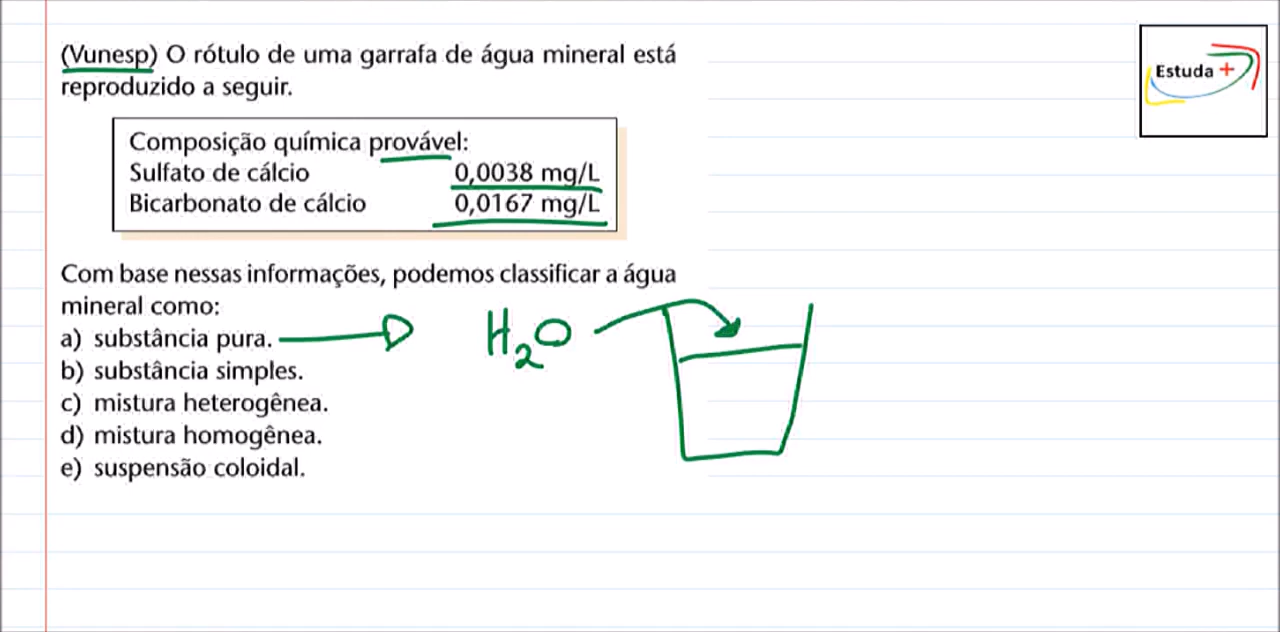 (Vunesp) O rótulo de uma garrafa de água mineral está
reproduzido a seguir.
Estuda +
Composição química provável:
Sulfato de cálcio 0,0038 mg/L
Bicarbonato de cálcio 0,0167 mg/L
Com base nessas informações, podemos classificar a água
mineral como:
a) substância pura.
H₂O
b) substância simples.
c) mistura heterogênea.
d) mistura homogênea.
e) suspensão coloidal.